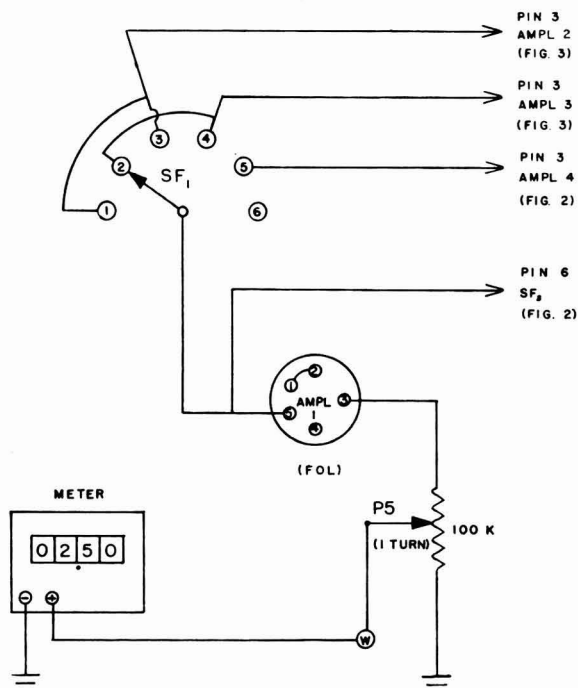 PIN 3
AMPL 2
(FIG. 3)
PIN 3
AMPL 3
(FIG. 3)
3
4
PIN 3
AMPL 4
(FIG. 2)
2
5
SF1
1
6
PIN 6
SF2
(FIG. 2)
2
1
AMPL
1
3
5
4
(FOL)
METER
0250
P5
(1 TURN)
100 K
- +
W